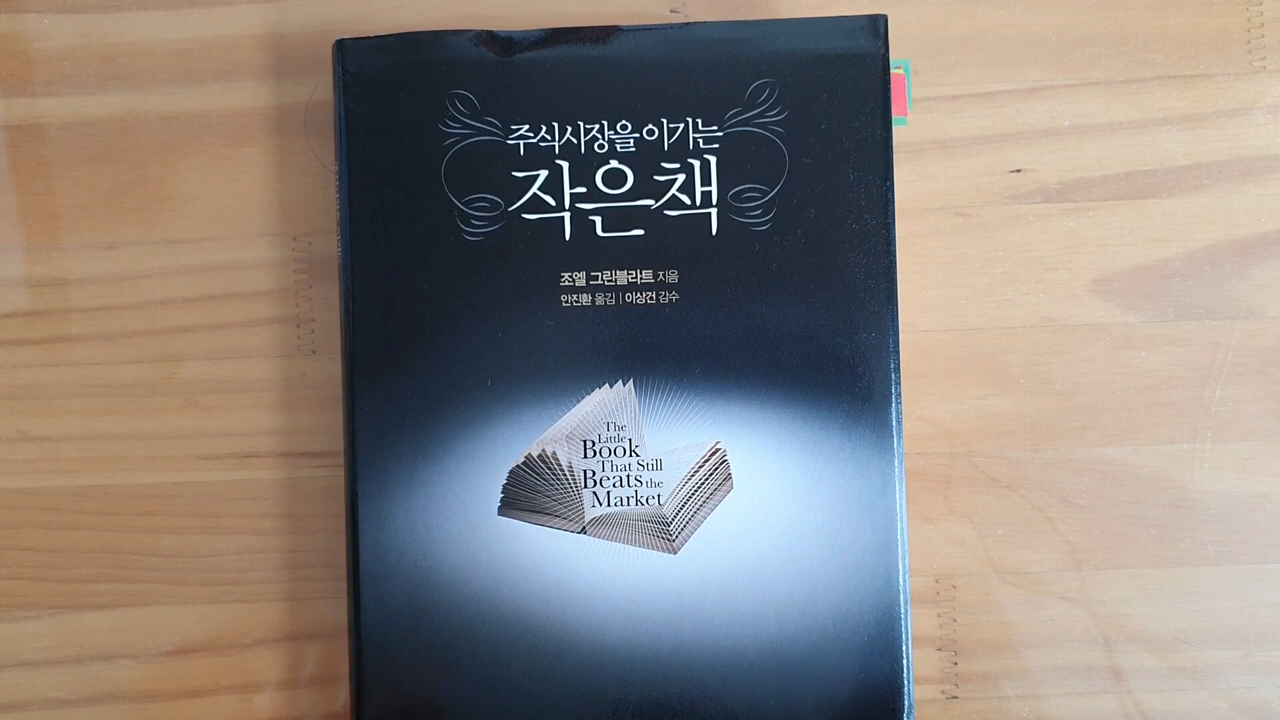 주식시장을 이기는
작은 책
조엘 그린블라트 지음
안진환 옮김 | 이상건 감수
The
Little
Book
That Still
Beats the
Market